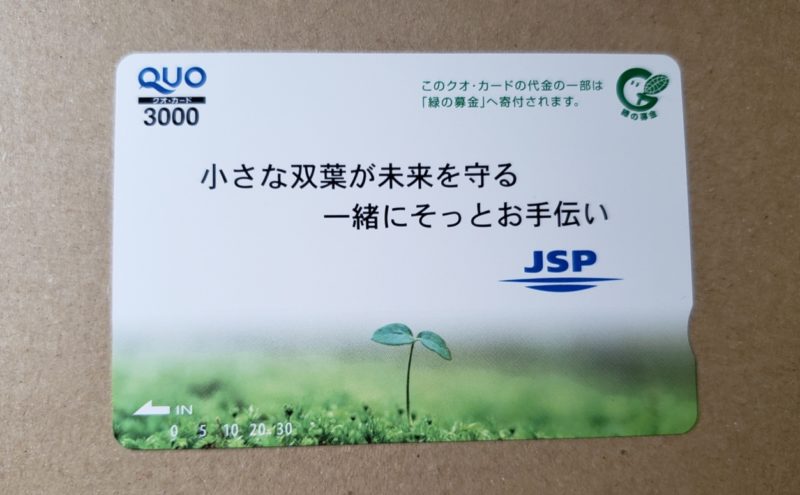 QUO
クオ・カード
3000
このクオ・カードの代金の一部は
「緑の募金」へ寄付されます。
緑の募金
小さな双葉が未来を守る
一緒にそっとお手伝い
JSP
IN
0 5 10 20 30